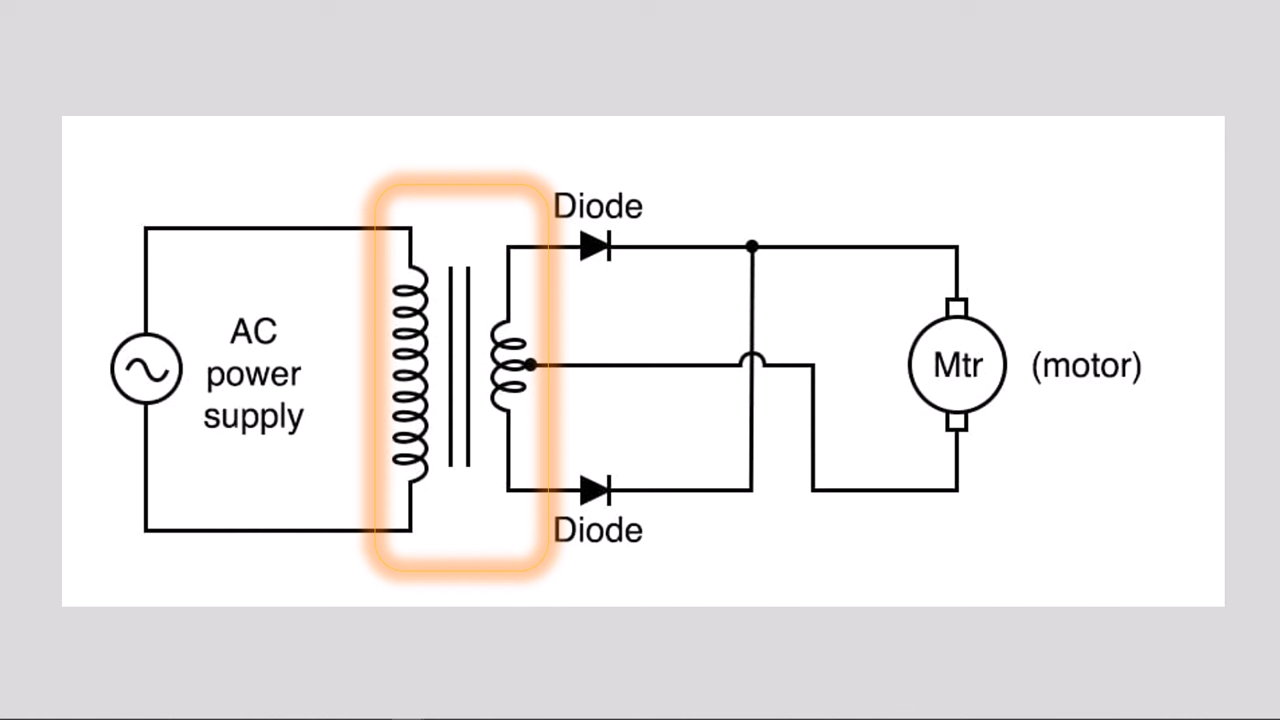 Diode
AC
power
supply
Mtr
(motor)
Diode